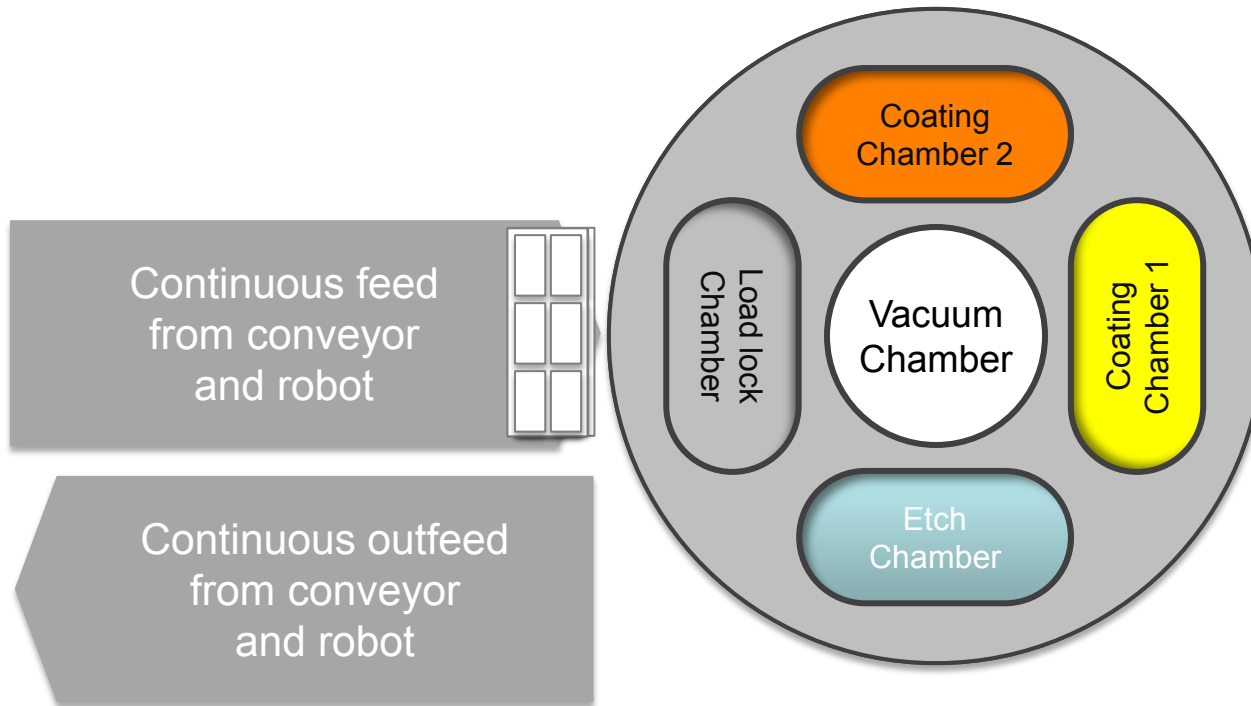 Continuous feed
from conveyor
and robot
Continuous outfeed
from conveyor
and robot
Coating
Chamber 2
Load lock
Chamber
Vacuum
Chamber
Coating
Chamber 1
Etch
Chamber